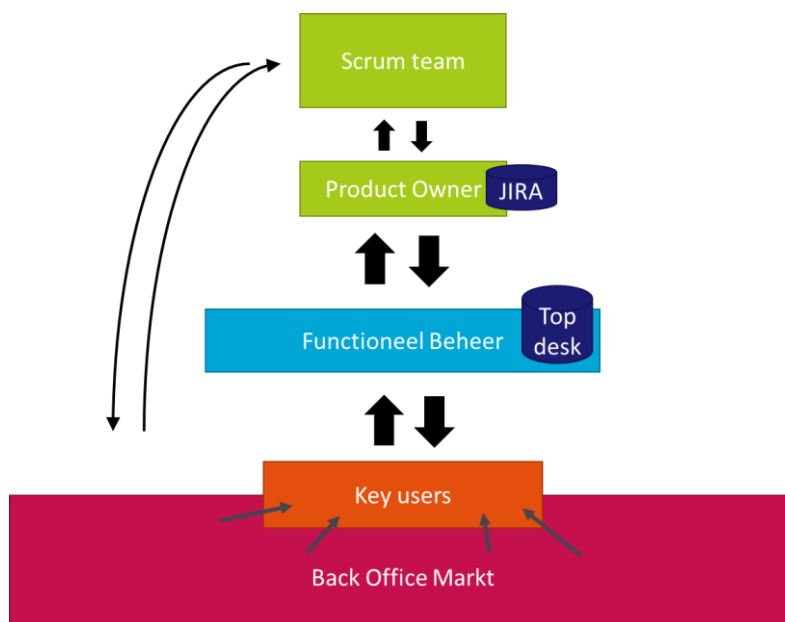 Scrum team
Product Owner
JIRA
Functioneel Beheer
Top
desk
Key users
Back Office Markt